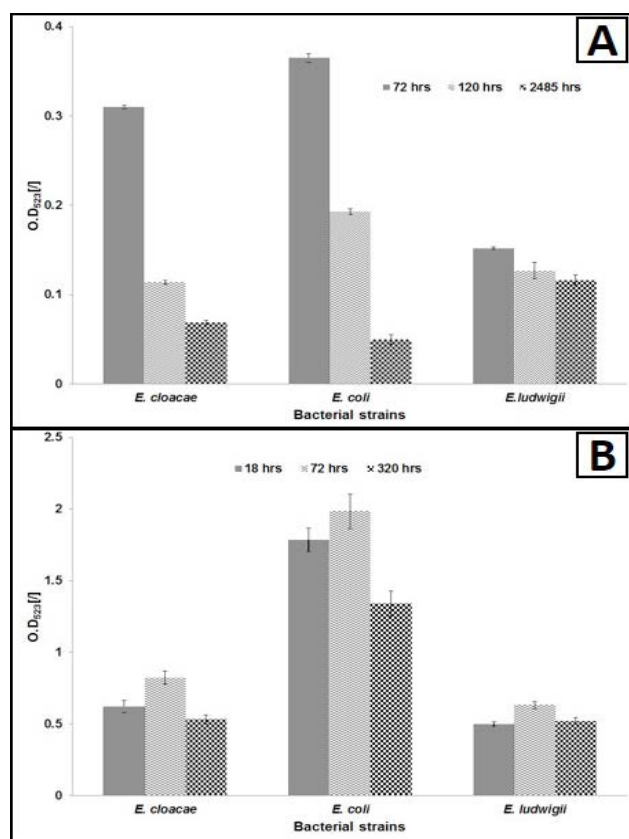 A
0.4
72 hrs 120 hrs 2485 hrs
0.3
O.D523[/]
0.2
0.1
0
E. cloacae E. coli E.ludwigii
Bacterial strains
B
2.5
18 hrs 72 hrs 320 hrs
2
1.5
O.D523[/]
1
0.5
0
E. cloacae E. coli E. ludwigii
Bacterial strains